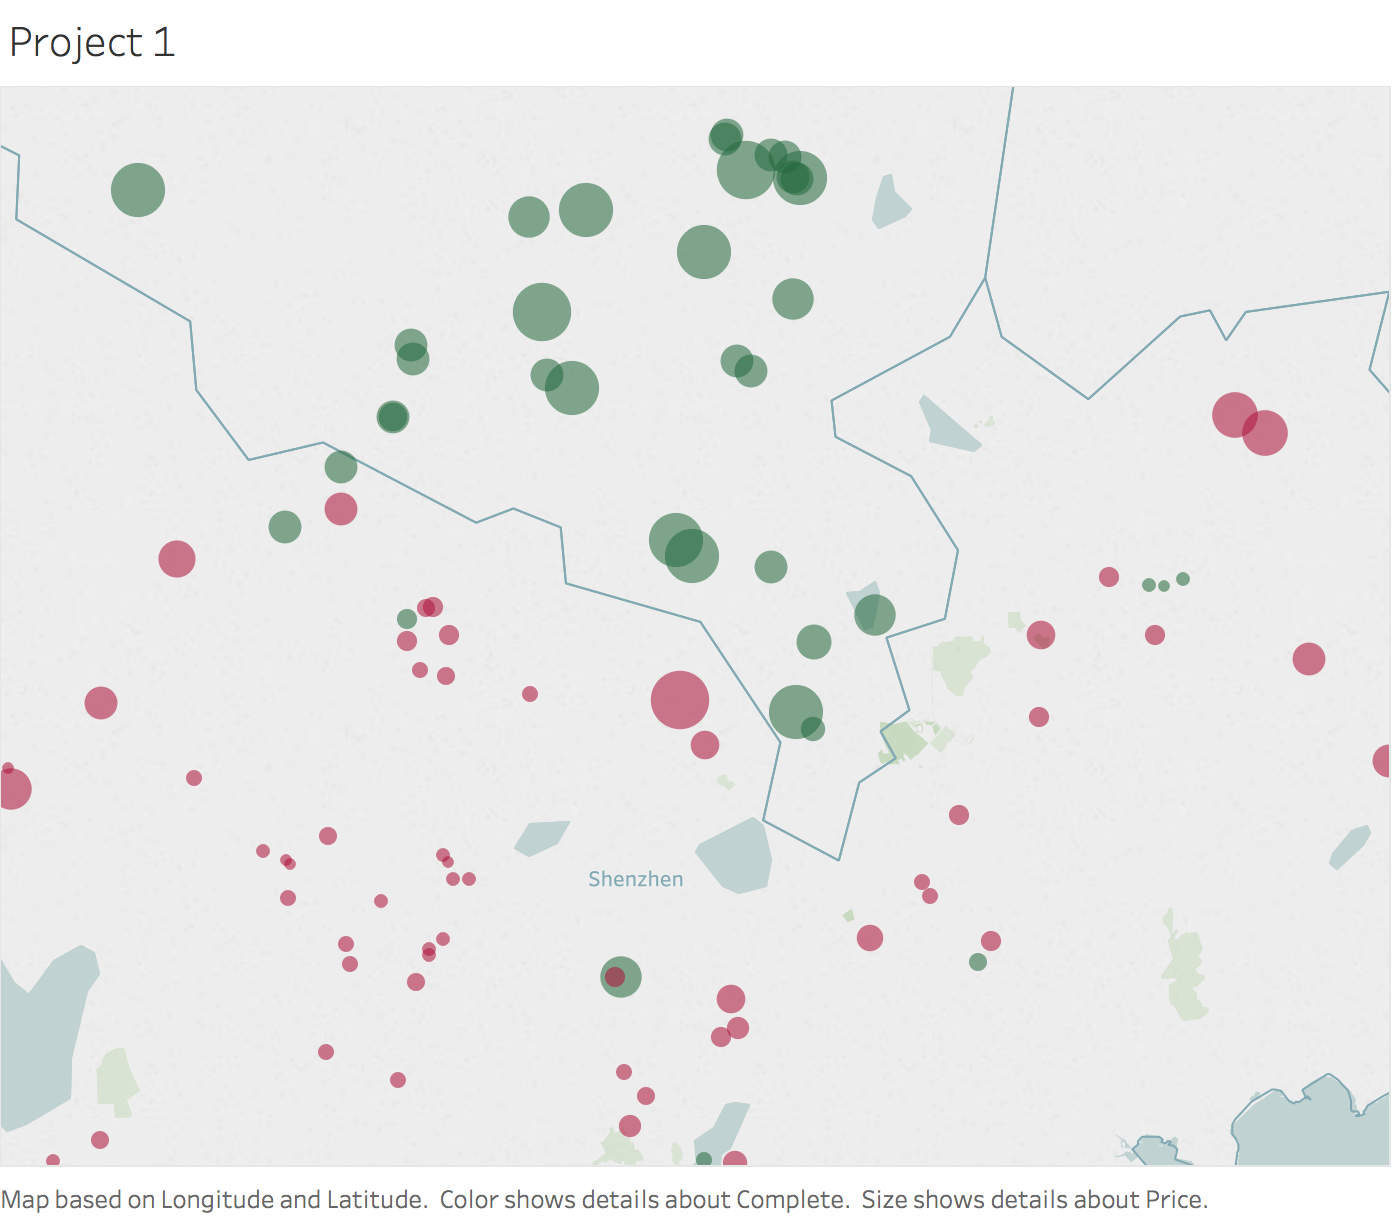 Project 1
Shenzhen
Map based on Longitude and Latitude.  Color shows details about Complete.  Size shows details about Price.